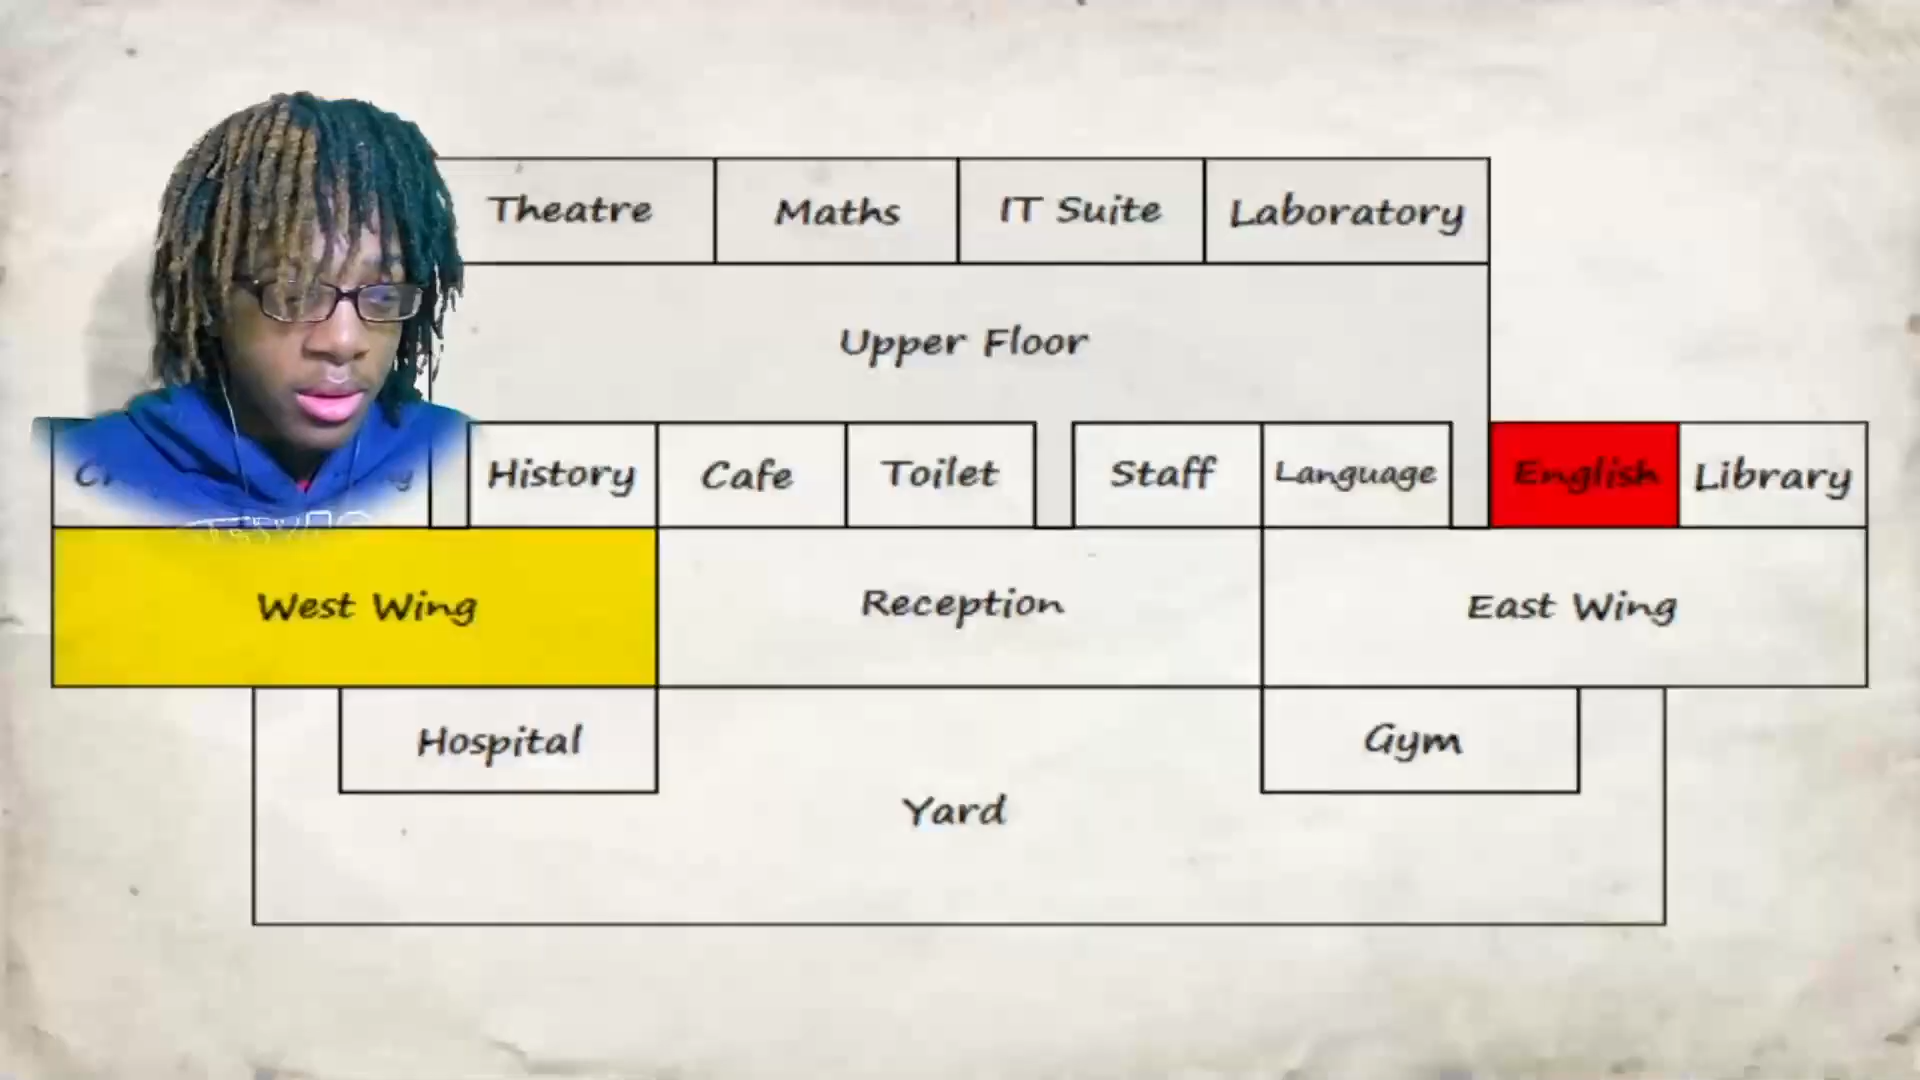 Theatre Maths IT Suite Laboratory
Upper Floor
History Cafe Toilet Staff Language English Library
West Wing Reception East Wing
Hospital Gym
Yard